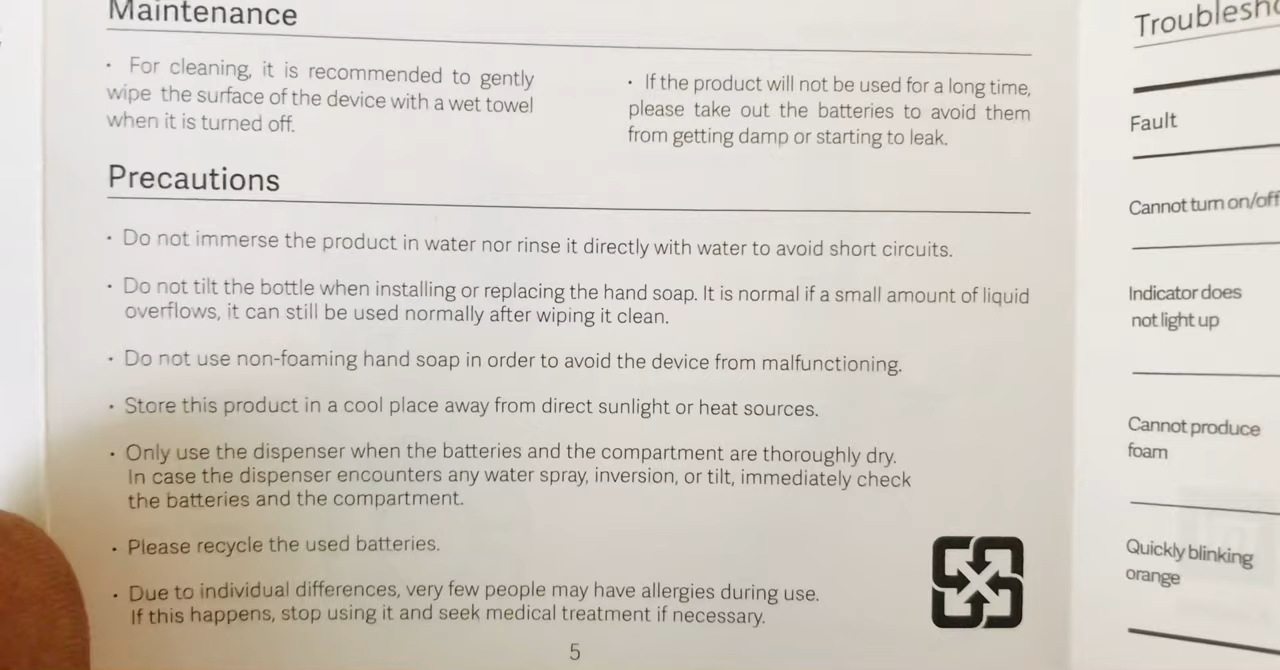 Maintenance
· For cleaning, it is recommended to gently
wipe the surface of the device with a wet towel
when it is turned off.
· If the product will not be used for a long time,
please take out the batteries to avoid them
from getting damp or starting to leak.
Precautions
· Do not immerse the product in water nor rinse it directly with water to avoid short circuits.
· Do not tilt the bottle when installing or replacing the hand soap. It is normal if a small amount of liquid
overflows, it can still be used normally after wiping it clean.
· Do not use non-foaming hand soap in order to avoid the device from malfunctioning.
· Store this product in a cool place away from direct sunlight or heat sources.
· Only use the dispenser when the batteries and the compartment are thoroughly dry.
In case the dispenser encounters any water spray, inversion, or tilt, immediately check
the batteries and the compartment.
· Please recycle the used batteries.
· Due to individual differences, very few people may have allergies during use.
If this happens, stop using it and seek medical treatment if necessary.
5
Troublesh
Fault
Cannot turn on/off
Indicator does
not light up
Cannot produce
foam
Quickly blinking
orange